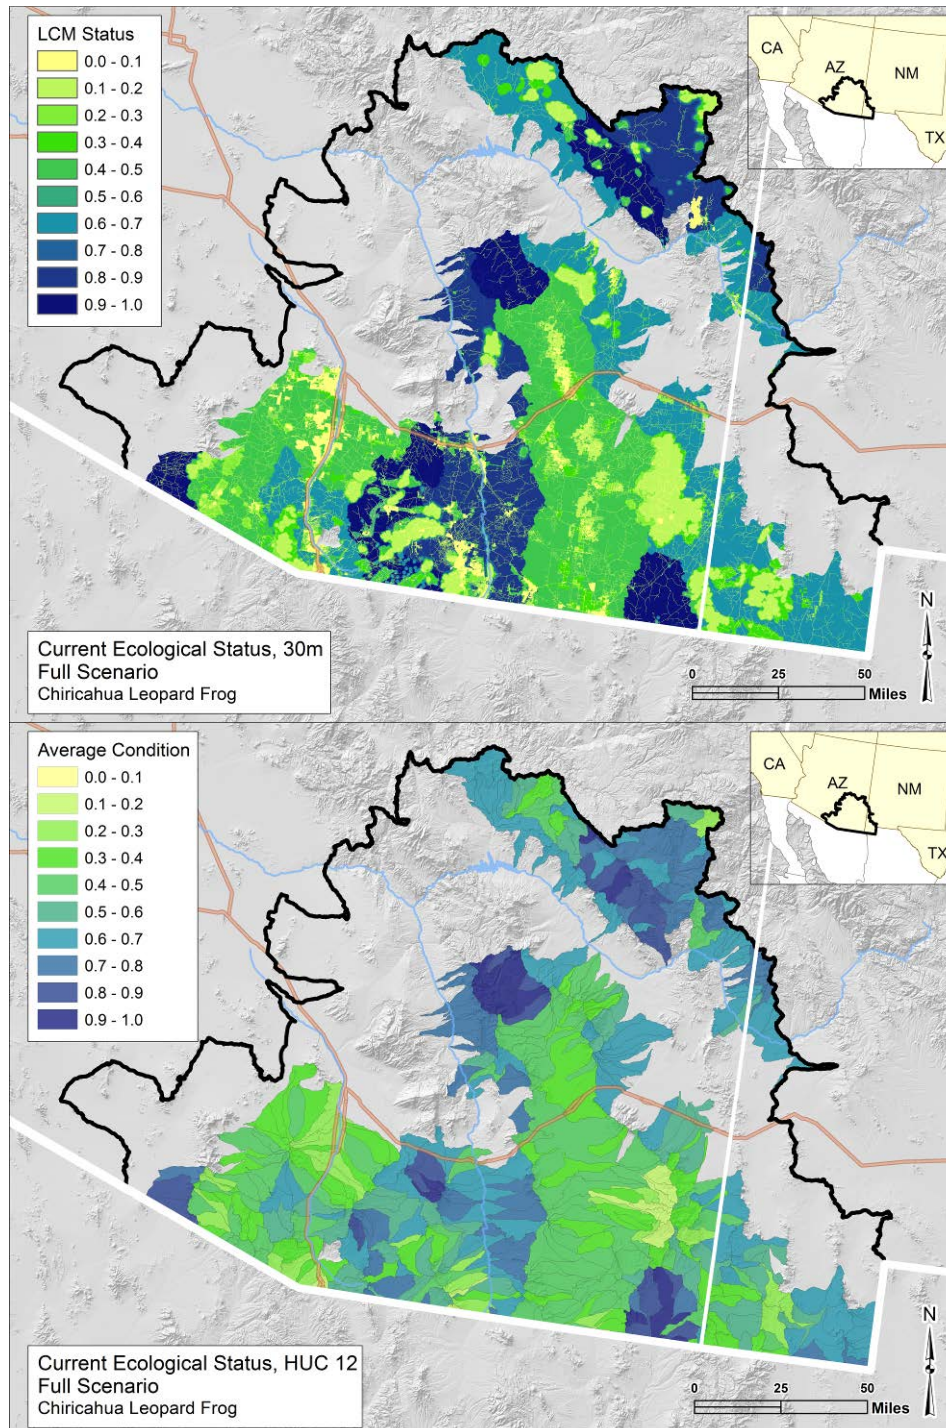 LCM Status
0.0 - 0.1
0.1 - 0.2
0.2 - 0.3
0.3 - 0.4
0.4 - 0.5
0.5 - 0.6
0.6 - 0.7
0.7 - 0.8
0.8 - 0.9
0.9 - 1.0
CA
AZ
NM
TX
Current Ecological Status, 30m
Full Scenario
Chiricahua Leopard Frog
N
0 25 50
Miles
Average Condition
0.0 - 0.1
0.1 - 0.2
0.2 - 0.3
0.3 - 0.4
0.4 - 0.5
0.5 - 0.6
0.6 - 0.7
0.7 - 0.8
0.8 - 0.9
0.9 - 1.0
CA
AZ
NM
TX
Current Ecological Status, HUC 12
Full Scenario
Chiricahua Leopard Frog
N
0 25 50
Miles